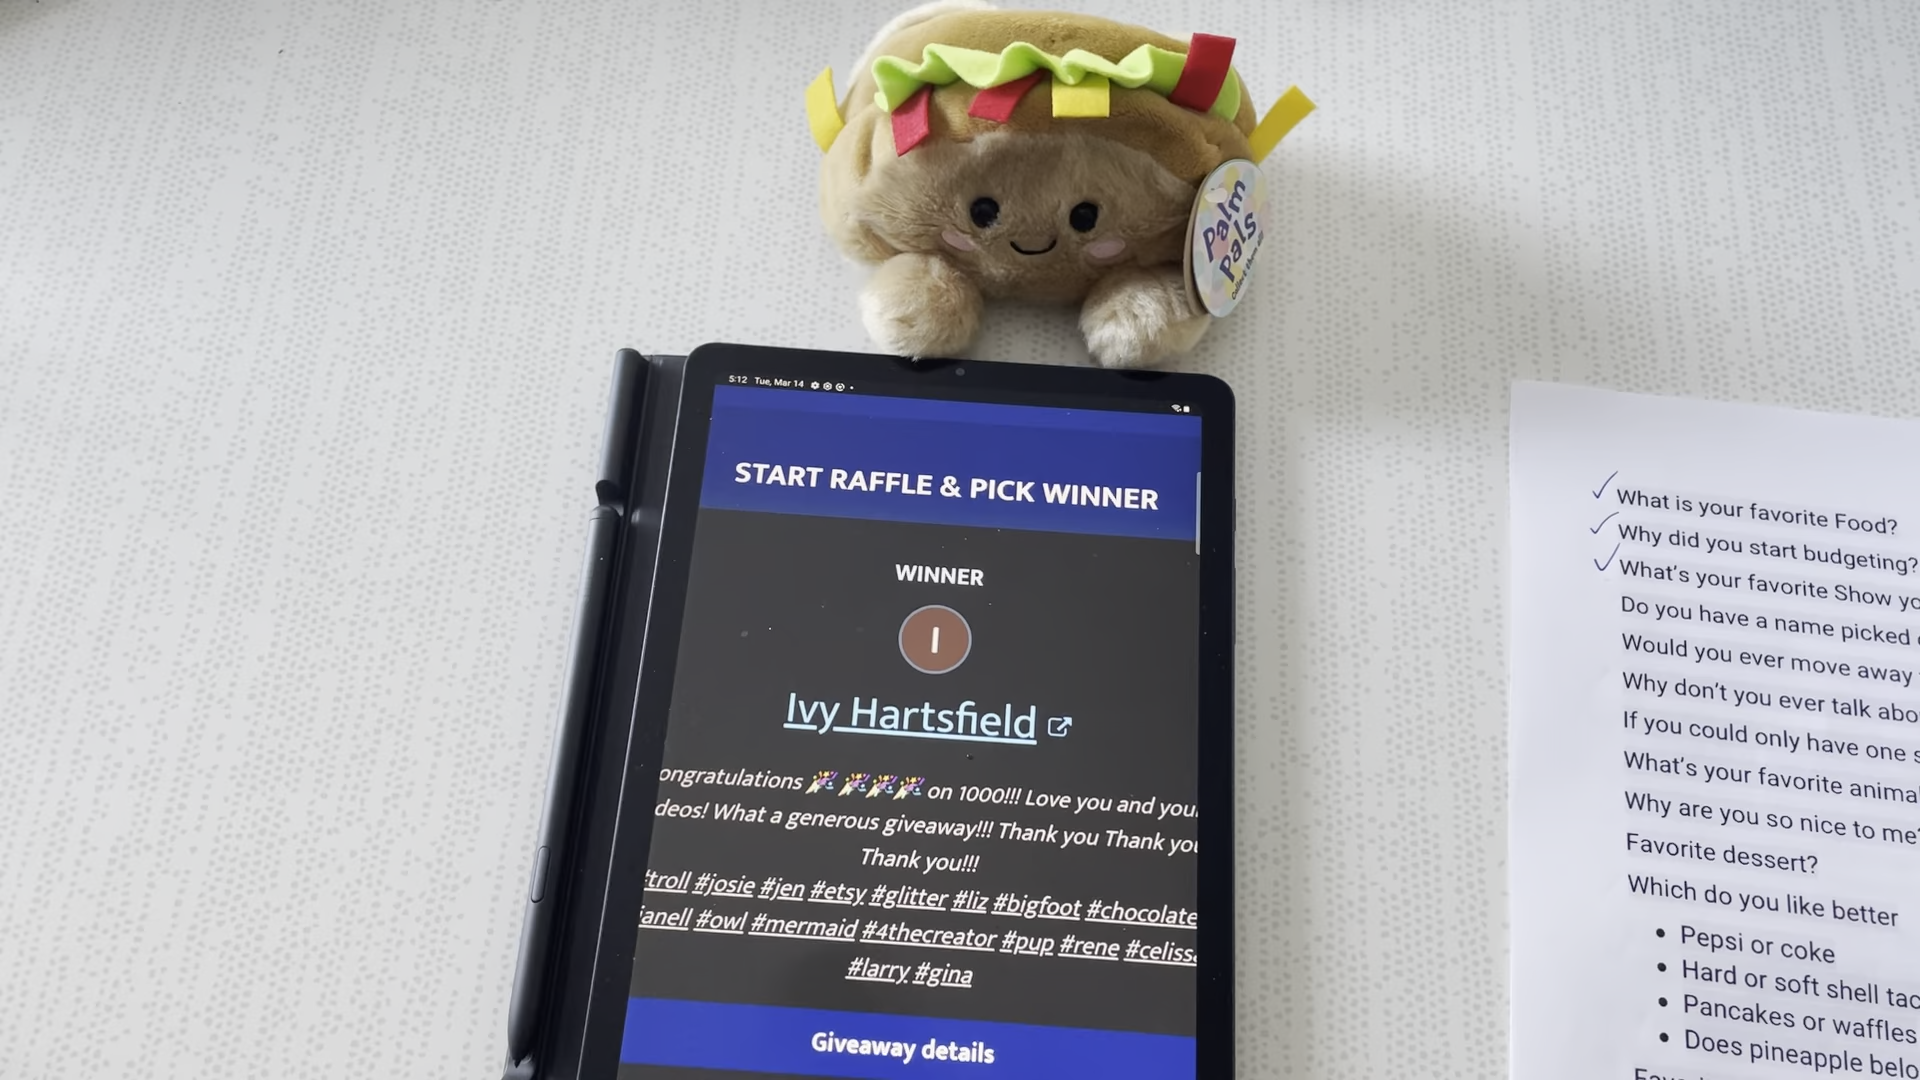 Palm
Pals
5:12 Tue, Mar 14
START RAFFLE & PICK WINNER
WINNER
I
Ivy Hartsfield
ongratulations 🎉 🎉🎉🎉 on 1000!!! Love you and you
deos! What a generous giveaway!!! Thank you Thank you
Thank you!!!
#troll #josie #jen #etsy #glitter #liz #bigfoot #chocolate
anell #owl #mermaid #4thecreator #pup #rene #celissa
#larry #gina
Giveaway details
What is your favorite Food?
Why did you start budgeting?
What's your favorite Show yo
Do you have a name picked
Would you ever move away
Why don't you ever talk abo
If you could only have one s
What's your favorite animal
Why are you so nice to me?
Favorite dessert?
Which do you like better
• Pepsi or coke
• Hard or soft shell tac
• Pancakes or waffles
• Does pineapple belo